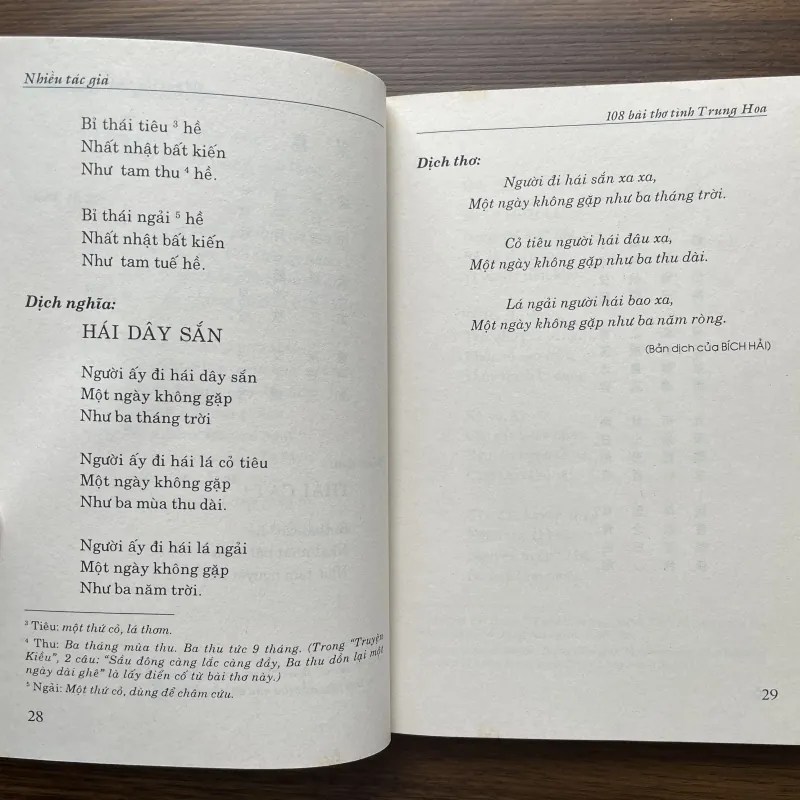 Nhiều tác giả
Bỉ thái tiêu ³ hề
Nhất nhật bất kiến
Như tam thu ⁴ hề.
Bỉ thái ngải ⁵ hề
Nhất nhật bất kiến
Như tam tuế hề.
Dịch nghĩa:
HÁI DÂY SẮN
Người ấy đi hái dây sắn
Một ngày không gặp
Như ba tháng trời
Người ấy đi hái lá cỏ tiêu
Một ngày không gặp
Như ba mùa thu dài.
Người ấy đi hái lá ngải
Một ngày không gặp
Như ba năm trời.
³ Tiêu: một thứ cỏ, lá thơm.
⁴ Thu: Ba tháng mùa thu. Ba thu tức 9 tháng. (Trong “Truyện
Kiều”, 2 câu: “Sầu đông càng lắc càng đầy, Ba thu dồn lại một
ngày dài ghê” là lấy điển cố từ bài thơ này.)
⁵ Ngải: Một thứ cỏ, dùng để châm cứu.
28
108 bài thơ tình Trung Hoa
Dịch thơ:
Người đi hái sắn xa xa,
Một ngày không gặp như ba tháng trời.
Cỏ tiêu người hái đâu xa,
Một ngày không gặp như ba thu dài.
Lá ngải người hái bao xa,
Một ngày không gặp như ba năm ròng.
(Bản dịch của BÍCH HẢI)
29